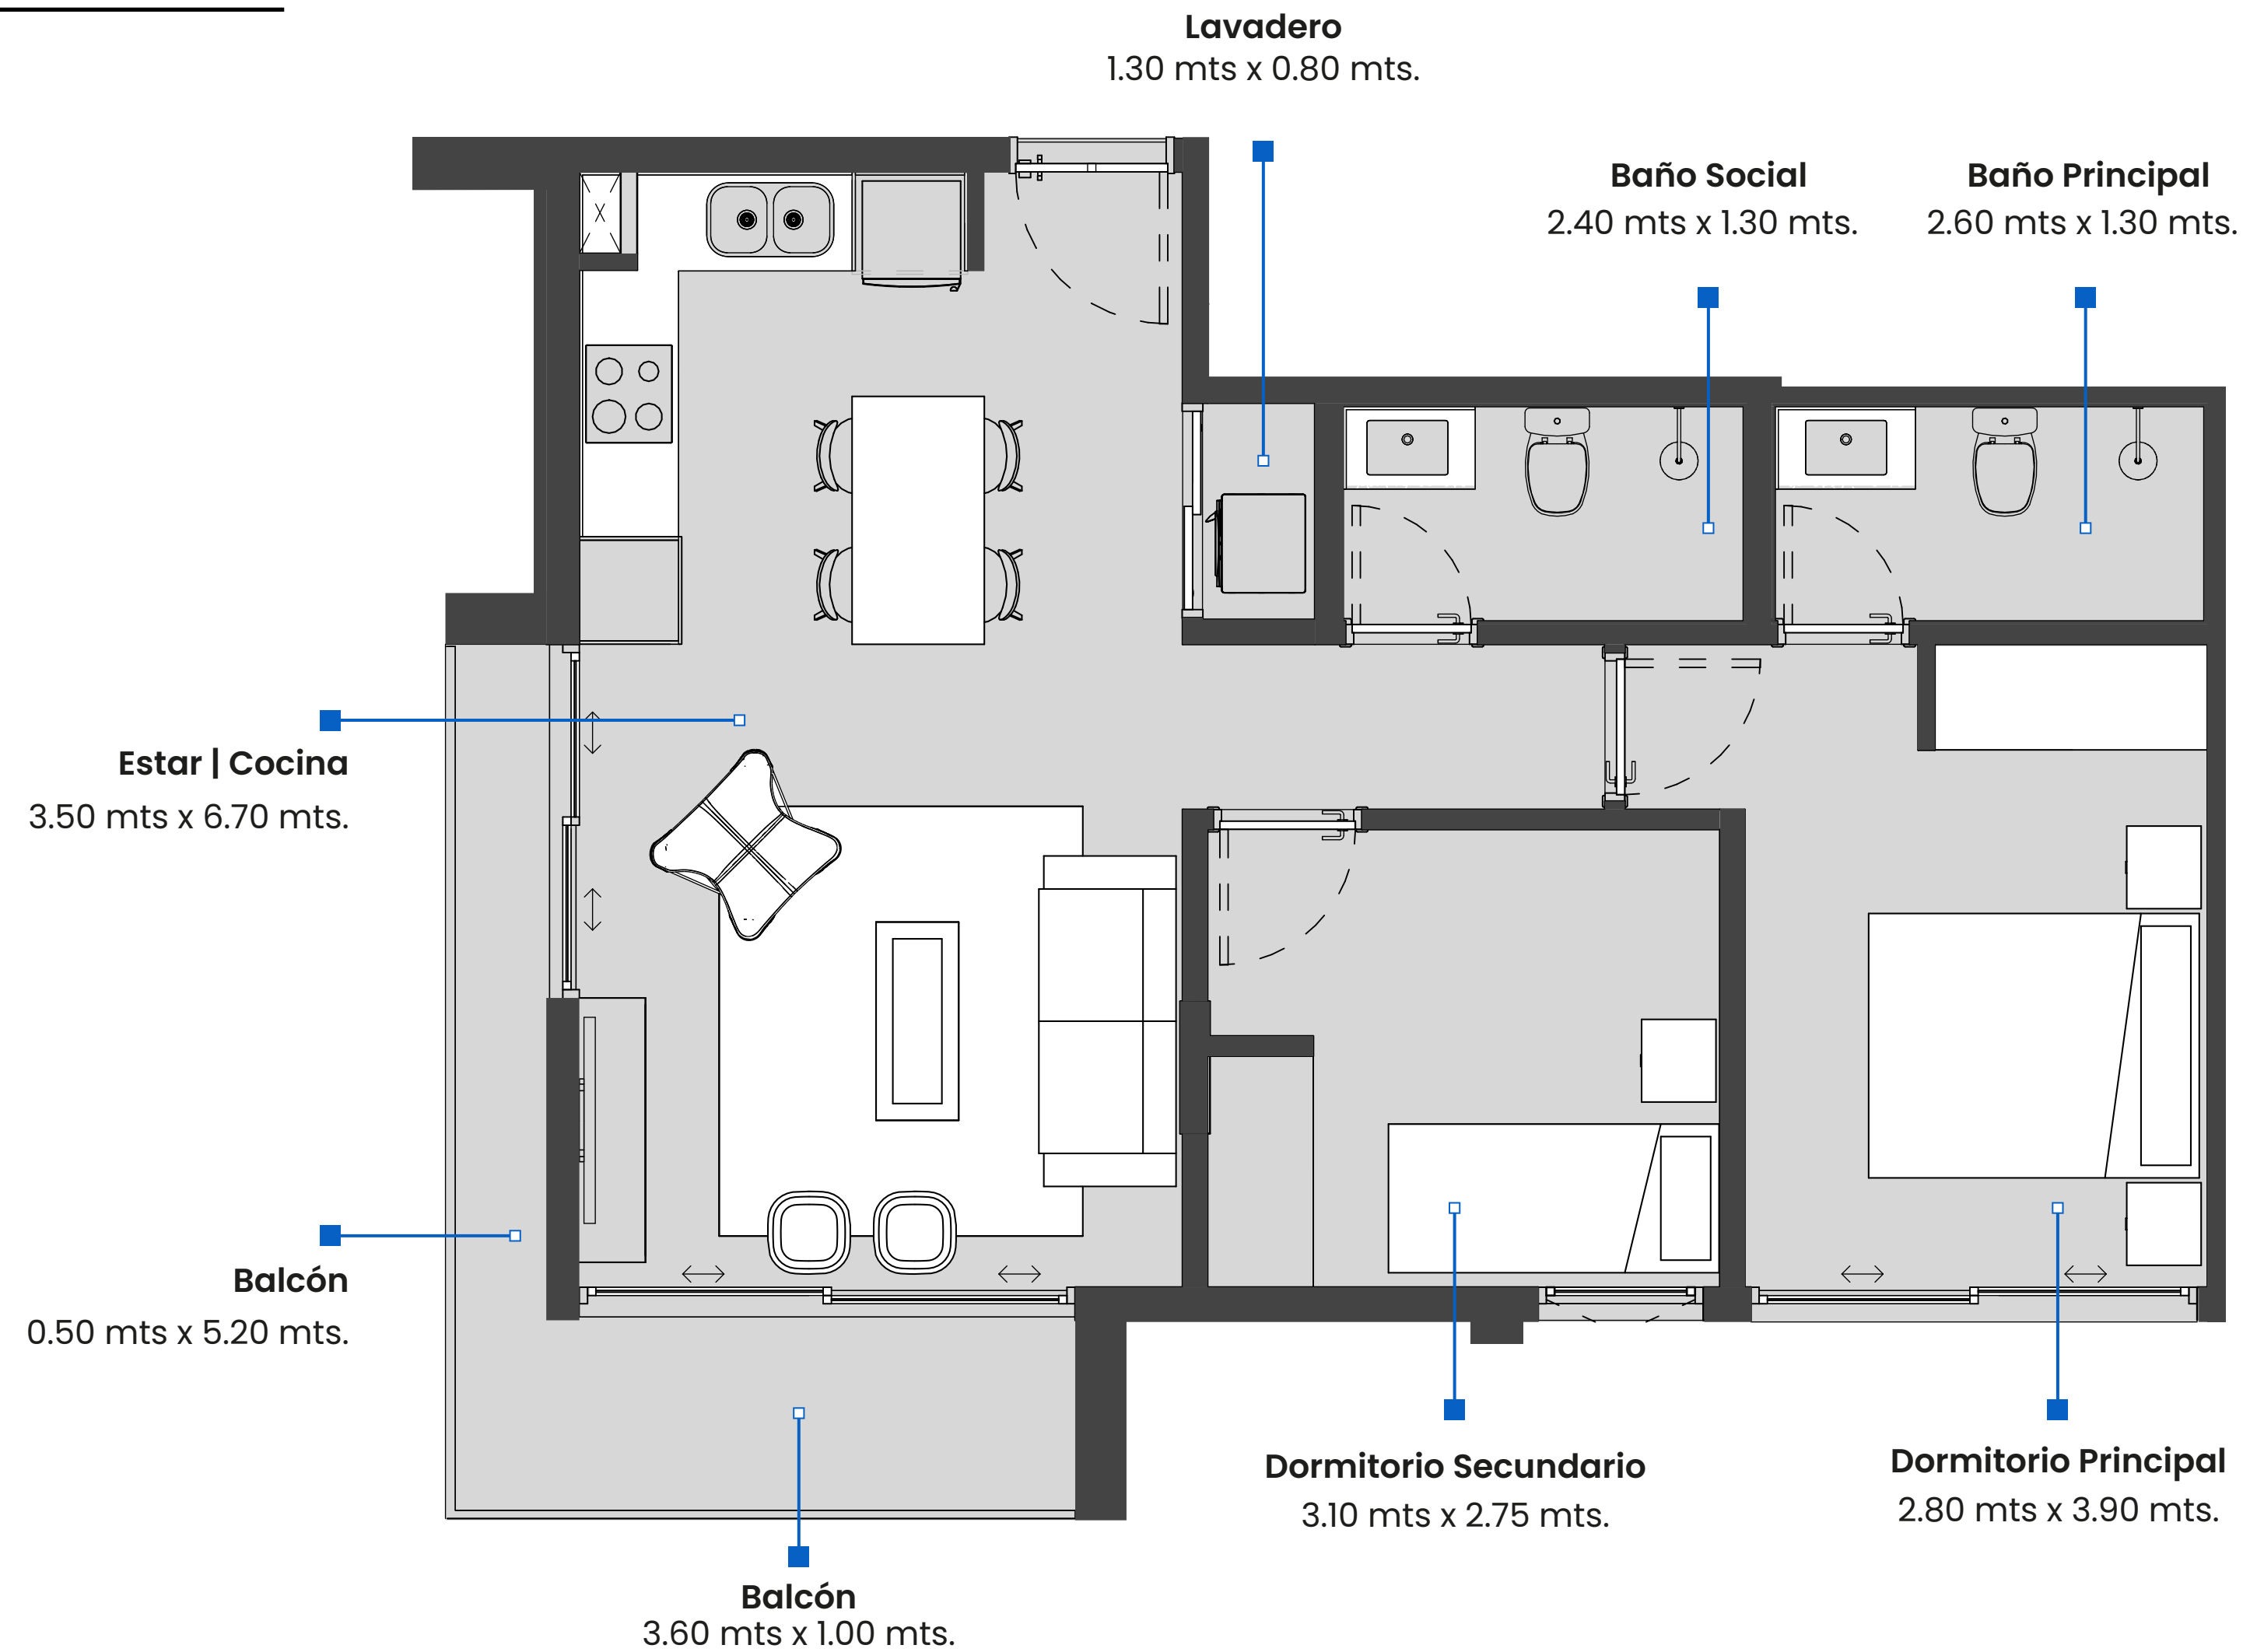 Lavadero
1.30 mts x 0.80 mts.
Baño Social
2.40 mts x 1.30 mts.
Baño Principal
2.60 mts x 1.30 mts.
Estar | Cocina
3.50 mts x 6.70 mts.
Balcón
0.50 mts x 5.20 mts.
Dormitorio Secundario
3.10 mts x 2.75 mts.
Dormitorio Principal
2.80 mts x 3.90 mts.
Balcón
3.60 mts x 1.00 mts.